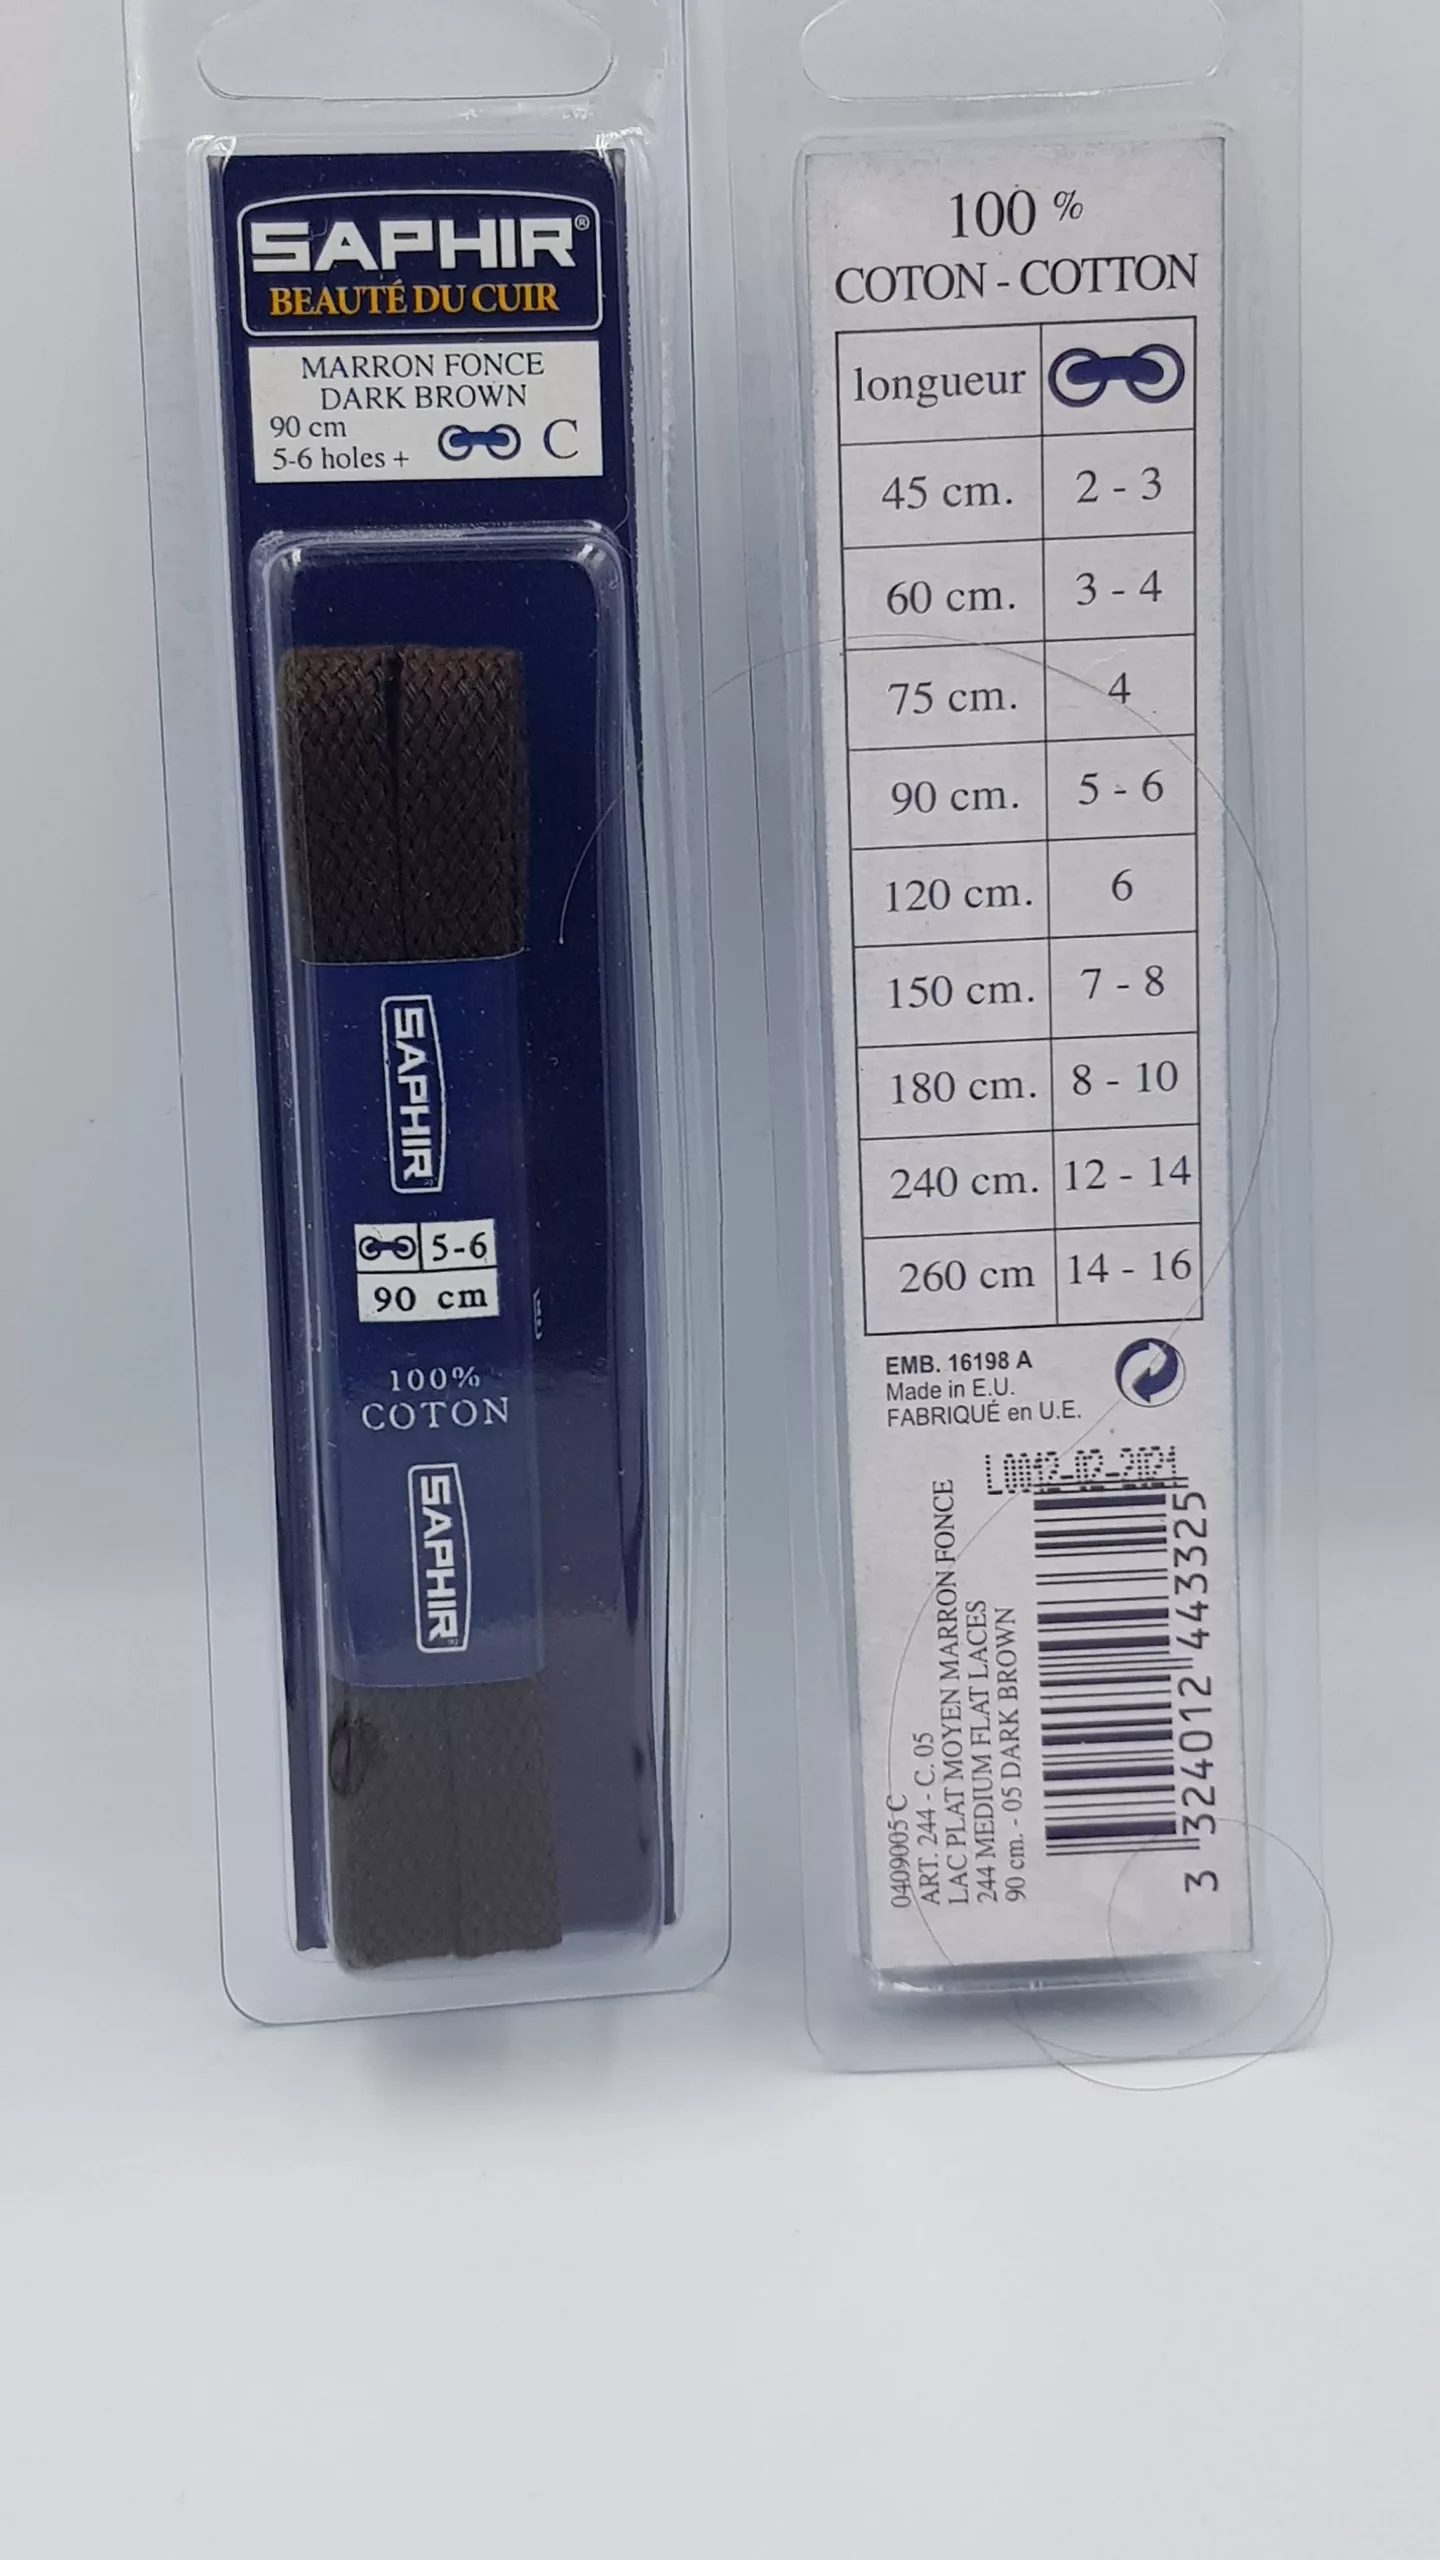 SAPHIR®
BEAUTÉ DU CUIR
MARRON FONCE
DARK BROWN
90 cm
5-6 holes +
C
SAPHIR
5-6
90 cm
100%
COTON
SAPHIR
100 %
COTON - COTTON
longueur
45 cm. 2 - 3
60 cm. 3 - 4
75 cm. 4
90 cm. 5 - 6
120 cm. 6
150 cm. 7 - 8
180 cm. 8 - 10
240 cm. 12 - 14
260 cm 14 - 16
EMB. 16198 A
Made in E.U.
FABRIQUÉ en U.E.
0409005 C
ART. 244 - C. 05
LAC PLAT MOYEN MARRON FONCE
244 MEDIUM FLAT LACES
90 cm. - 05 DARK BROWN
3 324012 443325